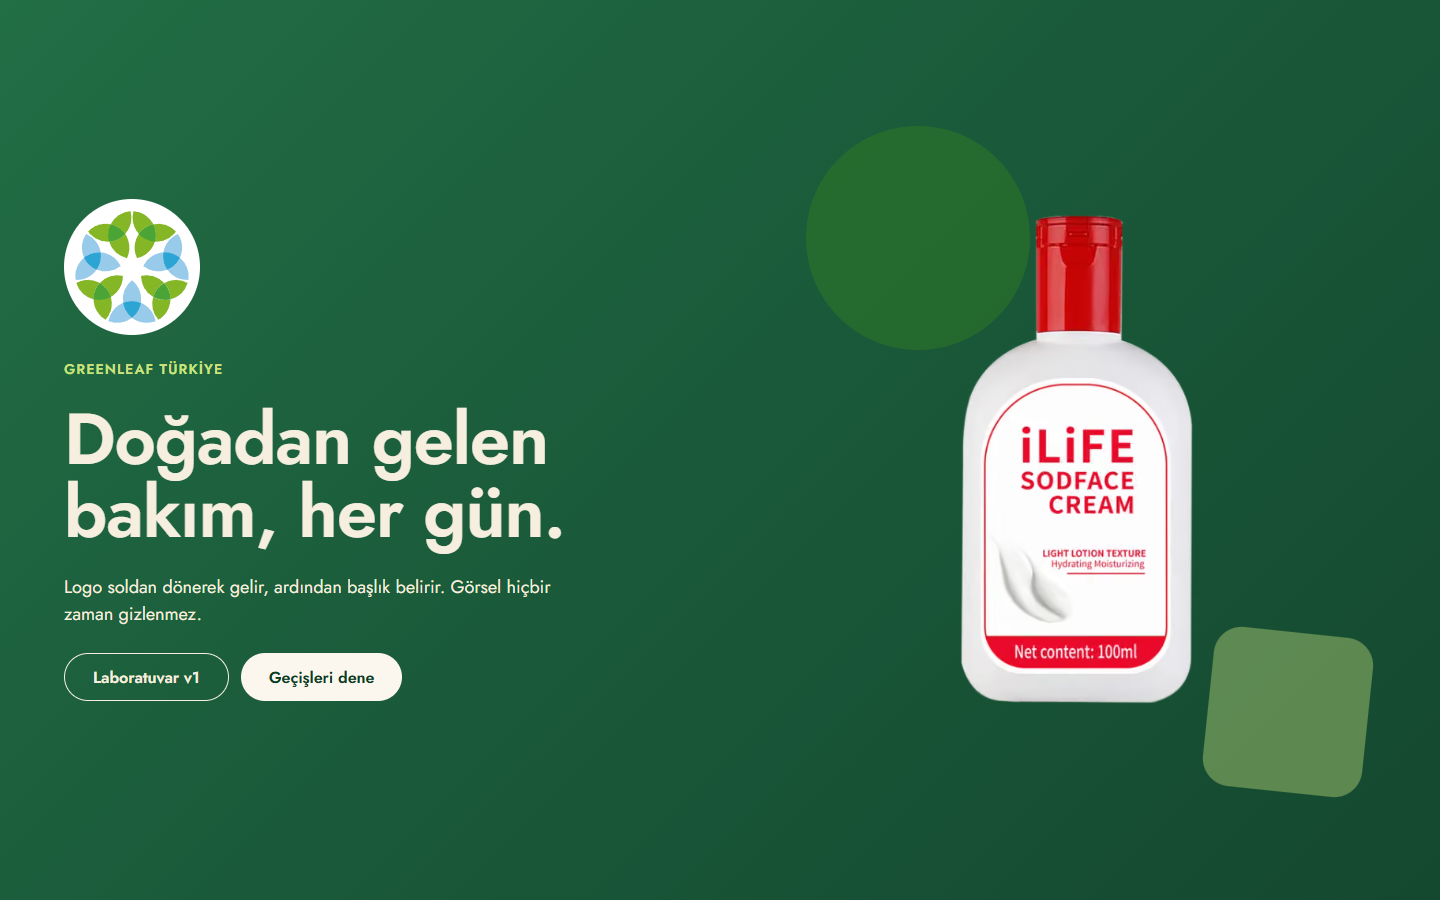 GREENLEAF TÜRKİYE
Doğadan gelen
bakım, her gün.
Logo soldan dönerek gelir, ardından başlık belirir. Görsel hiçbir
zaman gizlenmez.
Laboratuvar v1
Geçişleri dene
iLiFE
SODFACE
CREAM
LIGHT LOTION TEXTURE
Hydrating Moisturizing
Net content: 100ml